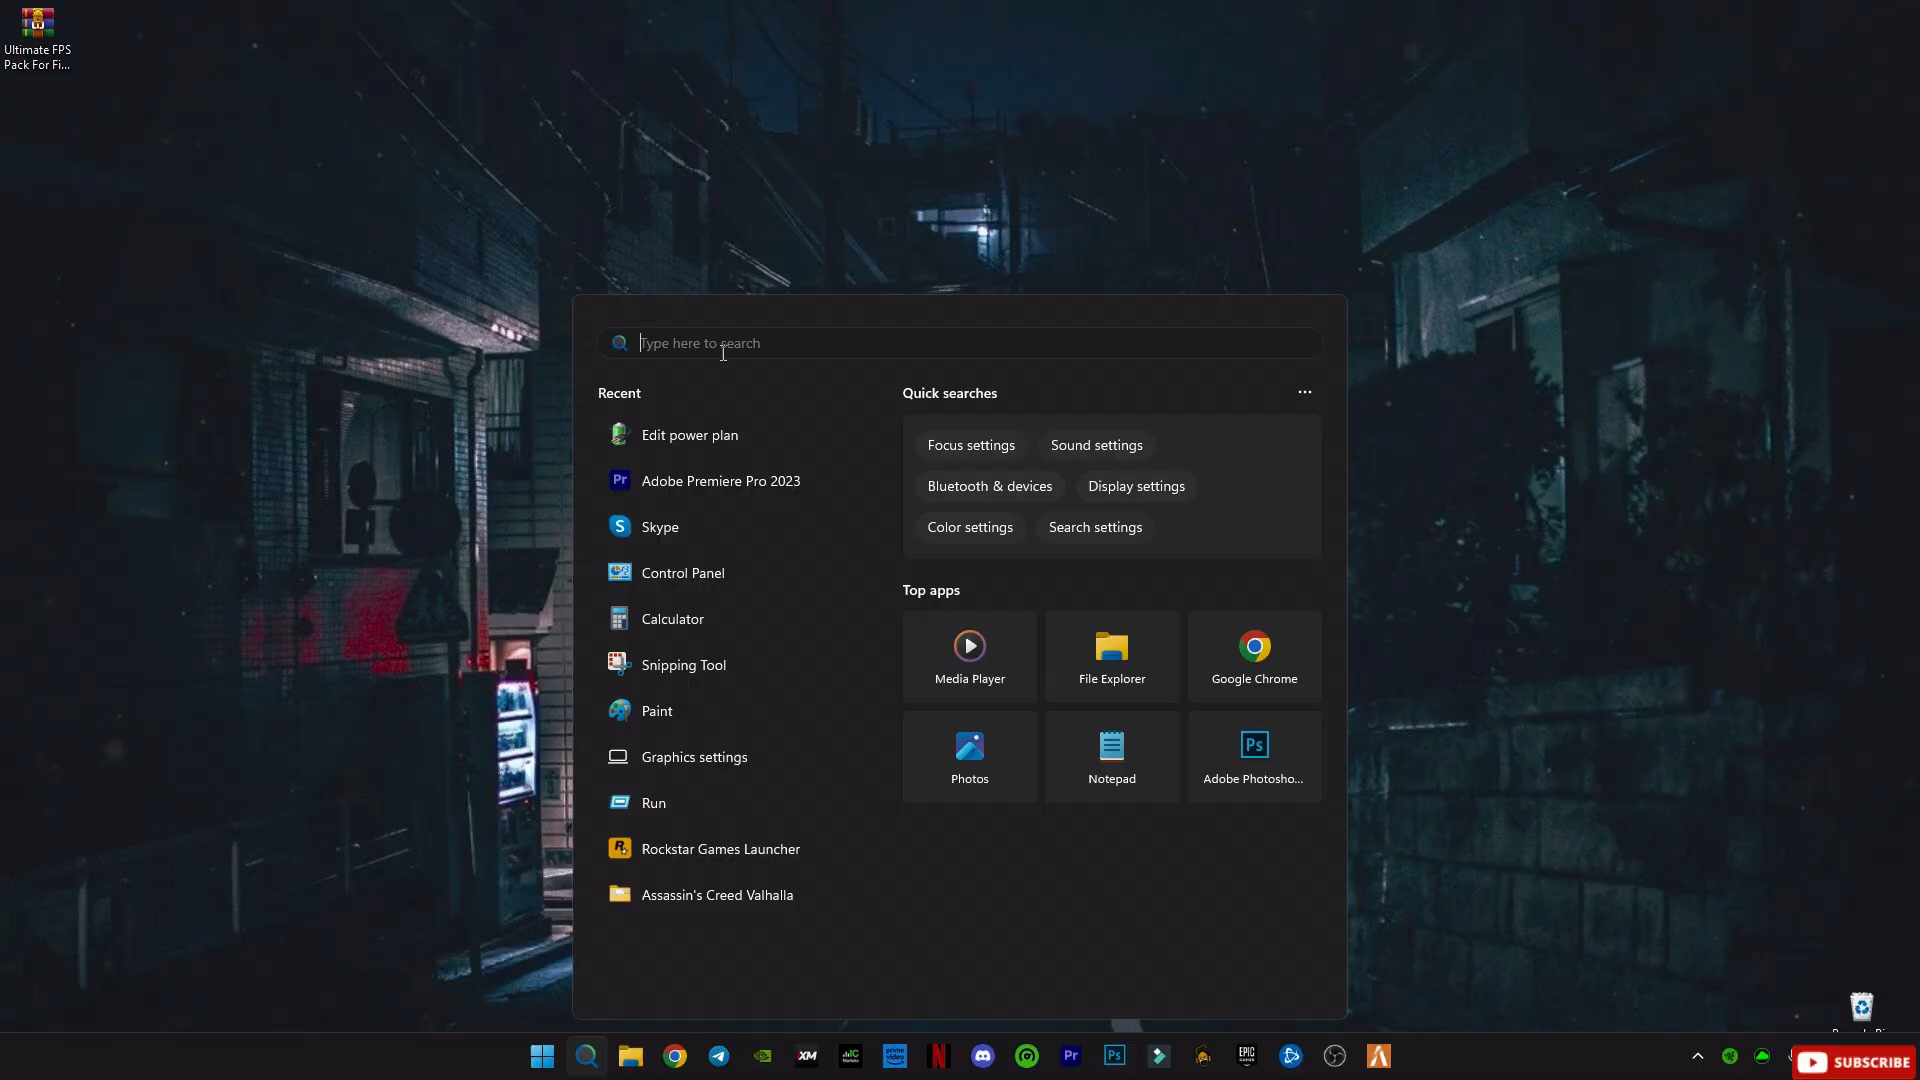 Ultimate FPS
Pack For Fi...
Type here to search
Recent
Edit power plan
Adobe Premiere Pro 2023
Skype
Control Panel
Calculator
Snipping Tool
Paint
Graphics settings
Run
Rockstar Games Launcher
Assassin's Creed Valhalla
Quick searches
Focus settings
Sound settings
Bluetooth & devices
Display settings
Color settings
Search settings
Top apps
Media Player
File Explorer
Google Chrome
Photos
Notepad
Adobe Photosho...
SUBSCRIBE